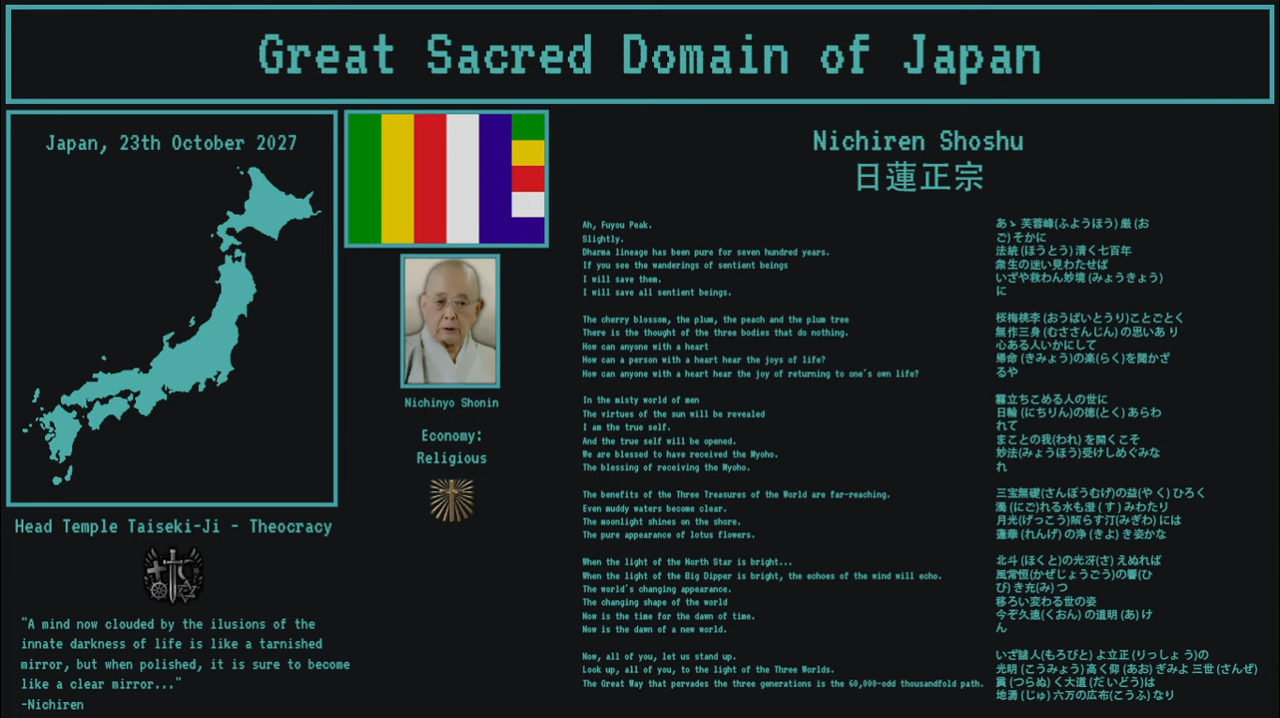 Great Sacred Domain of Japan
Japan, 23th October 2027
Head Temple Taiseki-Ji - Theocracy
"A mind now clouded by the ilusions of the
innate darkness of life is like a tarnished
mirror, but when polished, it is sure to become
like a clear mirror..."
-Nichiren
Nichinyo Shonin
Economy:
Religious
Nichiren Shoshu
日蓮正宗
Ah, Fuyou Peak.
Slightly.
Dharma lineage has been pure for seven hundred years.
If you see the wanderings of sentient beings
I will save them.
I will save all sentient beings.
The cherry blossom, the plum, the peach and the plum tree
There is the thought of the three bodies that do nothing.
How can anyone with a heart
How can a person with a heart hear the joys of life?
How can anyone with a heart hear the joy of returning to one's own life?
In the misty world of men
The virtues of the sun will be revealed
I am the true self.
And the true self will be opened.
We are blessed to have received the Myoho.
The blessing of receiving the Myoho.
The benefits of the Three Treasures of the World are far-reaching.
Even muddy waters become clear.
The moonlight shines on the shore.
The pure appearance of lotus flowers.
When the light of the North Star is bright...
When the light of the Big Dipper is bright, the echoes of the wind will echo.
The world's changing appearance.
The changing shape of the world
Now is the time for the dawn of time.
Now is the dawn of a new world.
Now, all of you, let us stand up.
Look up, all of you, to the light of the Three Worlds.
The Great Way that pervades the three generations is the 60,000-odd thousandfold path.
あゝ 芙蓉峰(ふようほう) 厳 (お
ご) そかに
法統 (ほうとう) 清く七百年
衆生の迷い見わたせば
いざや救わん妙境 (みょうきょう)
に
桜梅桃李 (おうばいとうり)ことごとく
無作三身 (むささんじん) の思いあ り
心ある人いかにして
帰命 (きみょう)の楽(らく)を聞かざ
るや
霧立ちこめる人の世に
日輪 (にちりん)の徳(とく) あらわ
れて
まことの我(われ) を開くこそ
妙法(みょうほう)受けしめぐみな
れ
三宝無礙(さんぼうむげ)の益(や く) ひろく
濁 (にご)れる水も澄 ( す ) みわたり
月光(げっこう)照らす汀(みぎわ) には
蓮華 (れんげ) の浄 (きよ) き姿かな
北斗 (ほくと)の光冴(さ) えぬれば
風常恒(かぜじょうごう)の響(ひ
び) き充(み) つ
移ろい変わる世の姿
今ぞ久遠(くおん) の道明 (あ) け
ん
いざ諸人(もろびと) よ立正 (りっしょ う)の
光明 (こうみょう) 高く仰 (あお) ぎみよ 三世 (さんぜ)
貫 (つらぬ) く大道 (だ いどう)は
地湧 (じゅ) 六万の広布(こうふ) なり